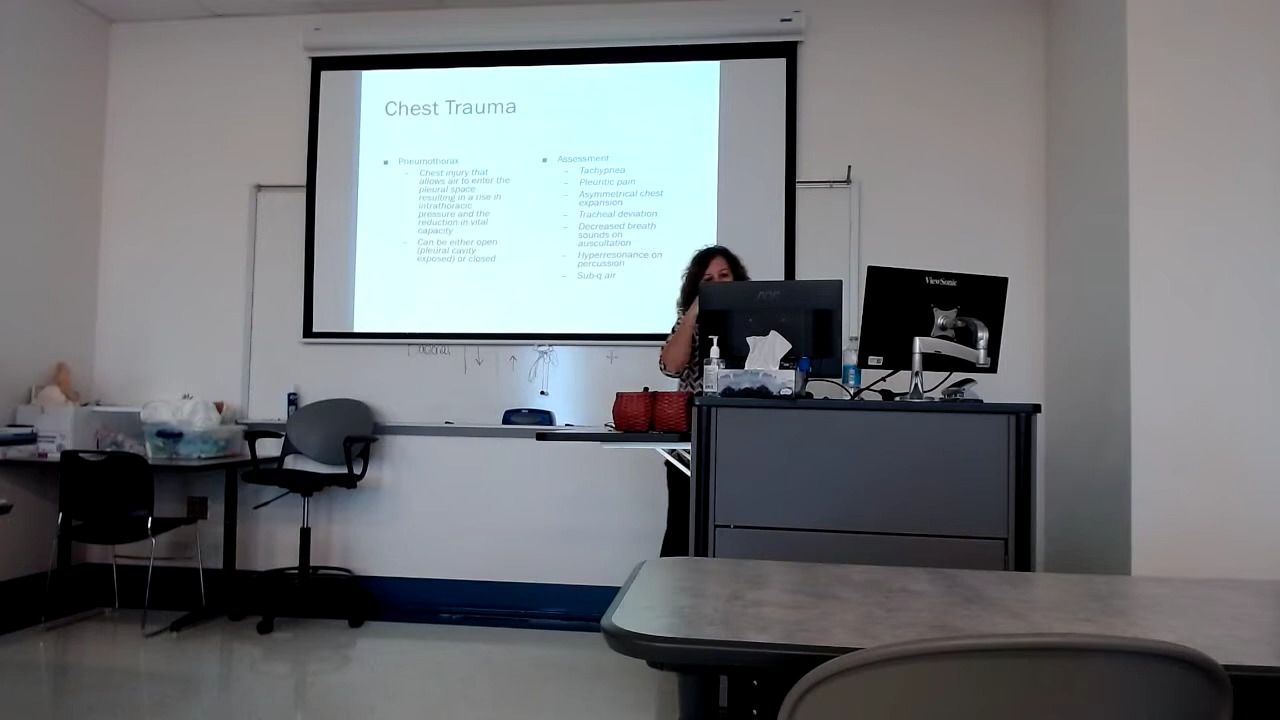 Chest Trauma
Pneumothorax
- Chest injury that
allows air to enter the
pleural space
resulting in a rise in
intrathoracic
pressure and the
reduction in vital
capacity
- Can be either open
(pleural cavity
exposed) or closed
Assessment
- Tachypnea
- Pleuritic pain
- Asymmetrical chest
expansion
- Tracheal deviation
- Decreased breath
sounds on
auscultation
- Hyperresonance on
percussion
- Sub-q air
AOC
ViewSonic